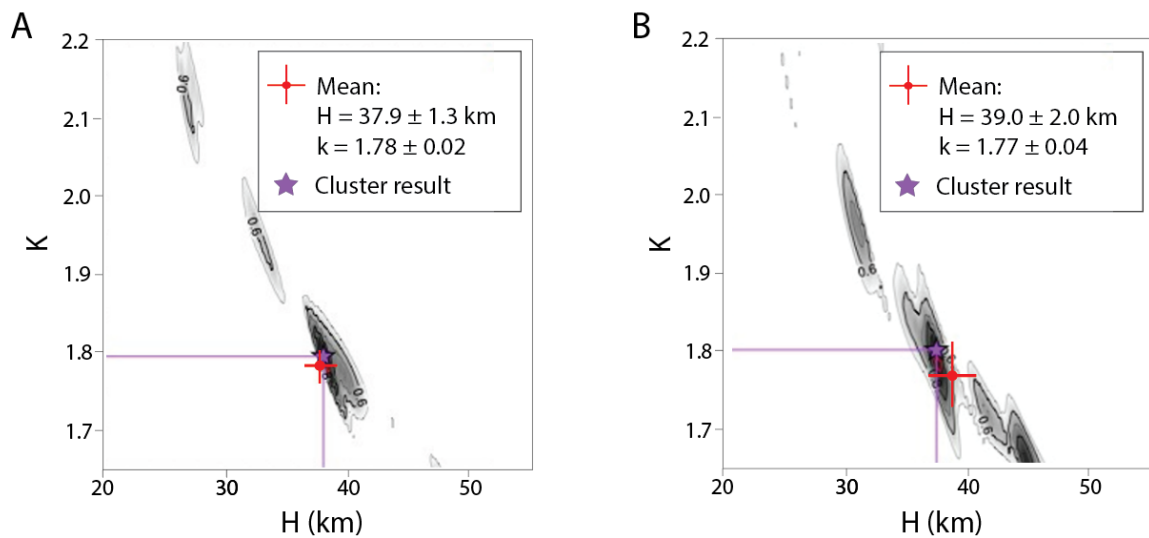 A
2.2
2.1
2.0
1.9
1.8
1.7
K
20
30
40
50
H (km)
Mean:
H = 37.9 ± 1.3 km
k = 1.78 ± 0.02
Cluster result
0.6
0.6
0.6
B
2.2
2.1
2.0
1.9
1.8
1.7
K
20
30
40
50
H (km)
Mean:
H = 39.0 ± 2.0 km
k = 1.77 ± 0.04
Cluster result
0.6
0.6